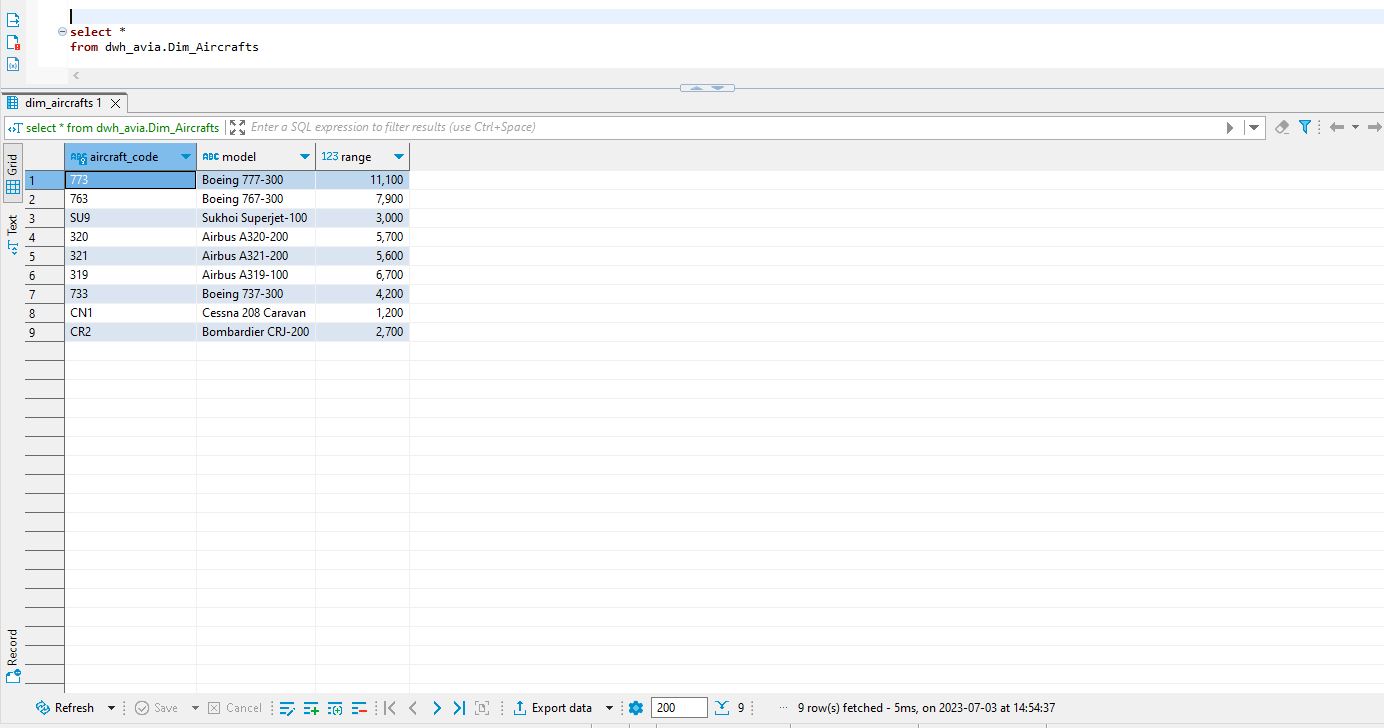 select *
from dwh_avia.Dim_Aircrafts
dim_aircrafts 1
select * from dwh_avia.Dim_Aircrafts Enter a SQL expression to filter results (use Ctrl+Space)
Grid
Text
Record
ABC aircraft_code ABC model 123 range
1 773 Boeing 777-300 11,100
2 763 Boeing 767-300 7,900
3 SU9 Sukhoi Superjet-100 3,000
4 320 Airbus A320-200 5,700
5 321 Airbus A321-200 5,600
6 319 Airbus A319-100 6,700
7 733 Boeing 737-300 4,200
8 CN1 Cessna 208 Caravan 1,200
9 CR2 Bombardier CRJ-200 2,700
Refresh Save Cancel Export data 200 9 ··· 9 row(s) fetched - 5ms, on 2023-07-03 at 14:54:37